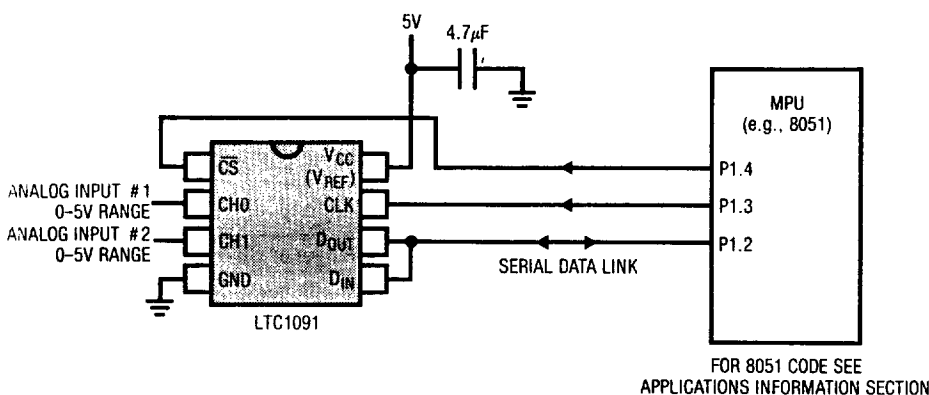 5V
4.7μF
MPU
(e.g., 8051)
CS
VCC
(VREF)
P1.4
ANALOG INPUT #1
0–5V RANGE
CH0
CLK
P1.3
ANALOG INPUT #2
0–5V RANGE
CH1
DOUT
P1.2
SERIAL DATA LINK
GND
DIN
LTC1091
FOR 8051 CODE SEE
APPLICATIONS INFORMATION SECTION